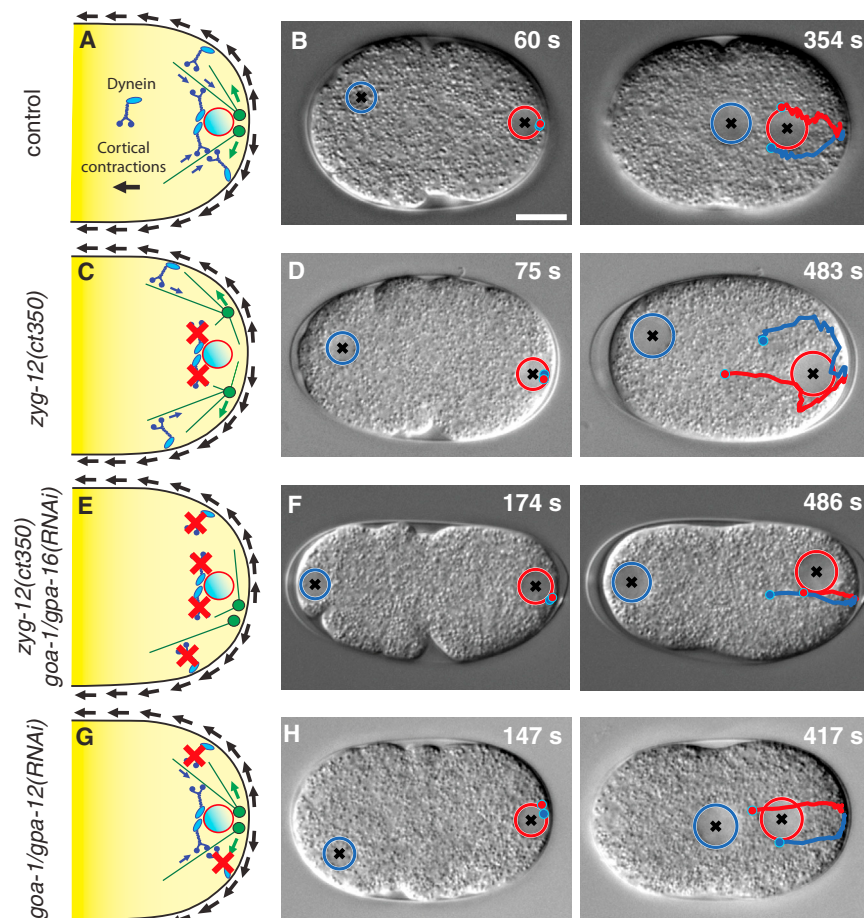 control
A
Dynein
Cortical
contractions
B
60 s
354 s
zyg-12(ct350)
C
D
75 s
483 s
zyg-12(ct350)
goa-1/gpa-16(RNAi)
E
F
174 s
486 s
goa-1/gpa-12(RNAi)
G
H
147 s
417 s